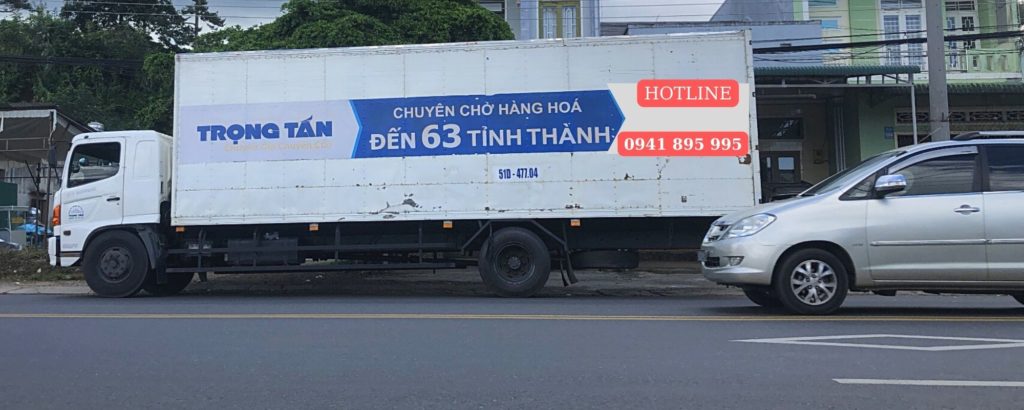 TRỌNG TẤN
CHUYÊN CHỞ HÀNG HOÁ
ĐẾN 63 TỈNH THÀNH
HOTLINE
0941 895 995
51D - 477.04